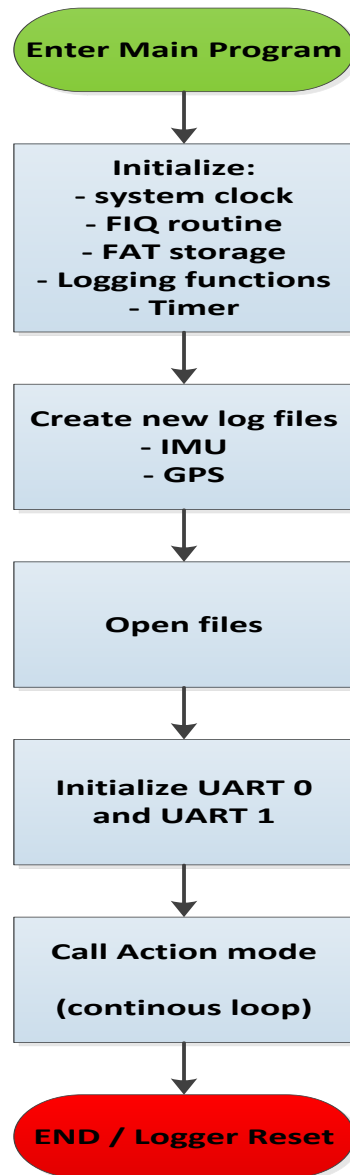 Enter Main Program
Initialize:
- system clock
- FIQ routine
- FAT storage
- Logging functions
- Timer
Create new log files
- IMU
- GPS
Open files
Initialize UART 0
and UART 1
Call Action mode
(continous loop)
END / Logger Reset